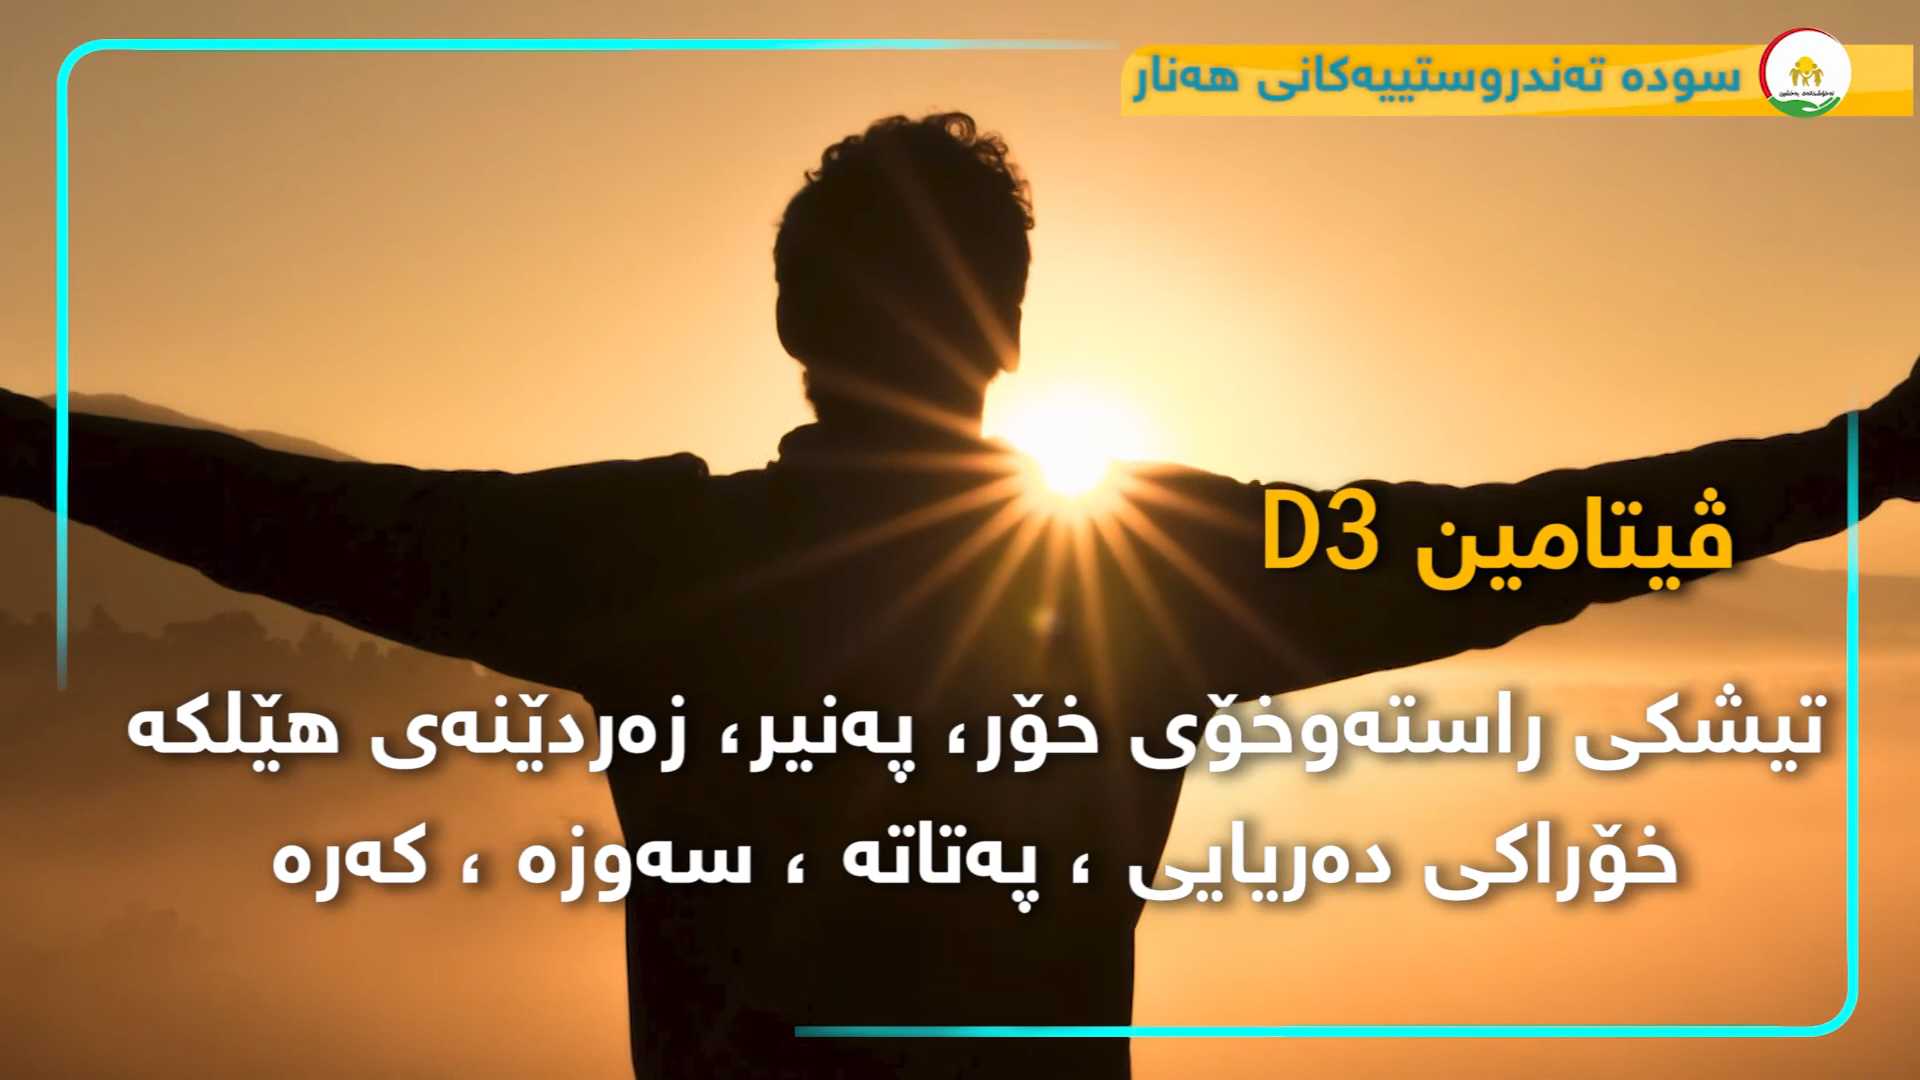 سودە تەندروستییەکانی هەنار
ڤیتامین D3
تیشکی راستەوخۆی خۆر، پەنیر، زەردێنەی هێلکە
خۆراکی دەریایی ، پەتاتە ، سەوزە ، کەرە